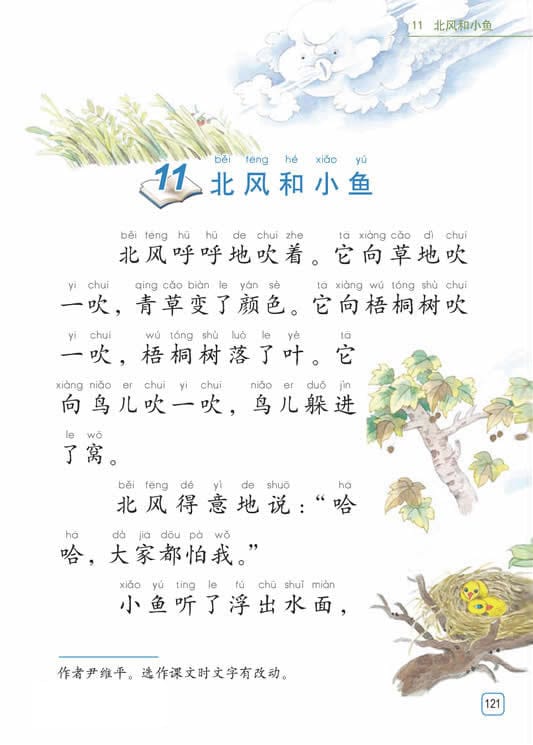 11 北风和小鱼
běi fēng hé xiǎo yú
11 北风和小鱼
běi fēng hū hū de chuī zhe tā xiàng cǎo dì chuī
北风呼呼地吹着。它向草地吹
yi chuī qīng cǎo biàn le yán sè tā xiàng wú tóng shù chuī
一吹，青草变了颜色。它向梧桐树吹
yi chuī wú tóng shù luò le yè tā
一吹，梧桐树落了叶。它
xiàng niǎo er chuī yi chuī niǎo er duǒ jìn
向鸟儿吹一吹，鸟儿躲进
le wō
了窝。
běi fēng dé yì de shuō hā
北风得意地说：“哈
hā dà jiā dōu pà wǒ
哈，大家都怕我。”
xiǎo yú tīng le fú chū shuǐ miàn
小鱼听了浮出水面，
作者尹维平。选作课文时文字有改动。
121